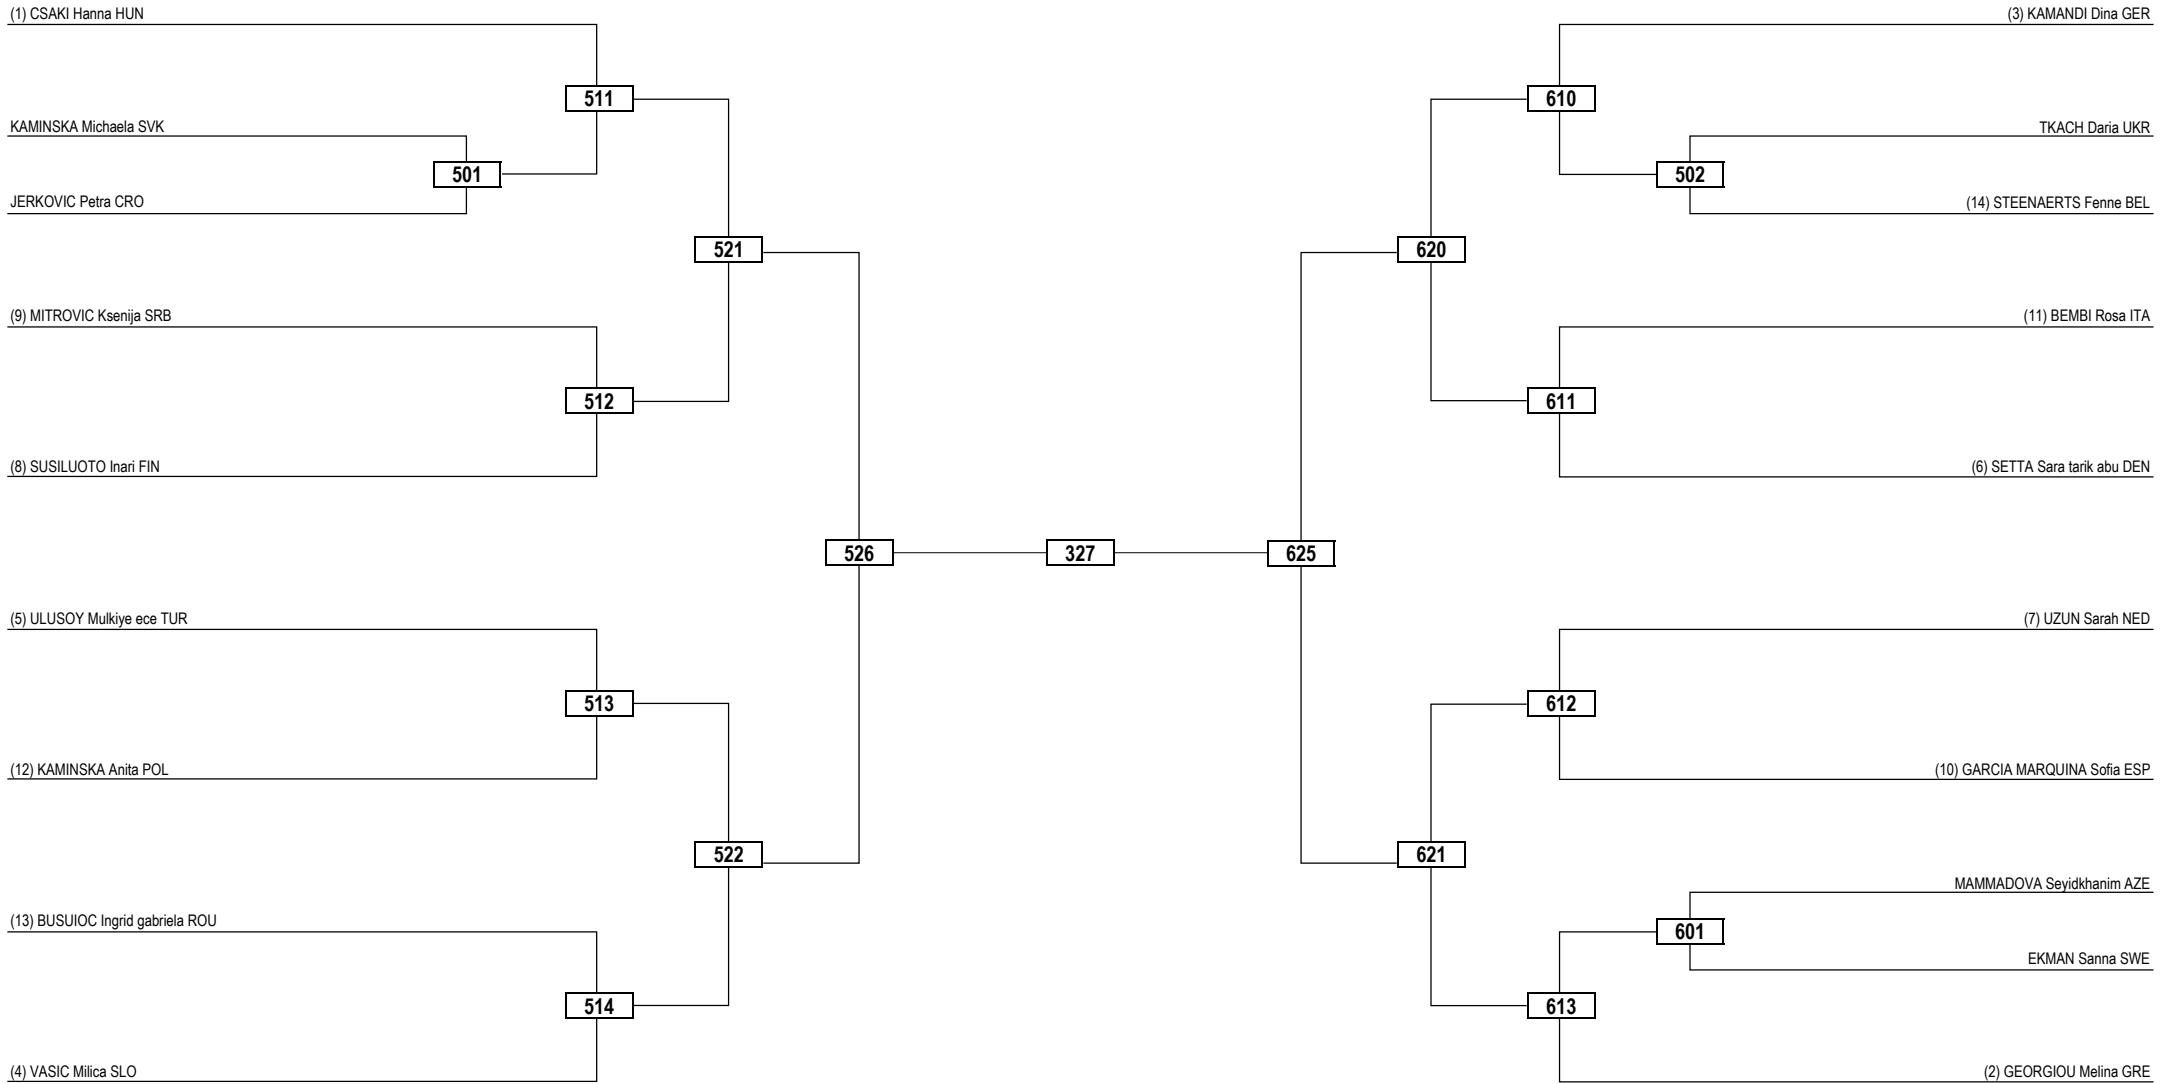 (1) CSAKI Hanna HUN
(3) KAMANDI Dina GER
511
610
KAMINSKA Michaela SVK
TKACH Daria UKR
501
502
JERKOVIC Petra CRO
(14) STEENAERTS Fenne BEL
521
620
(9) MITROVIC Ksenija SRB
(11) BEMBI Rosa ITA
512
611
(8) SUSILUOTO Inari FIN
(6) SETTA Sara tarik abu DEN
526
327
625
(5) ULUSOY Mulkiye ece TUR
(7) UZUN Sarah NED
513
612
(12) KAMINSKA Anita POL
(10) GARCIA MARQUINA Sofia ESP
522
621
MAMMADOVA Seyidkhanim AZE
(13) BUSUIOC Ingrid gabriela ROU
601
EKMAN Sanna SWE
514
613
(4) VASIC Milica SLO
(2) GEORGIOU Melina GRE